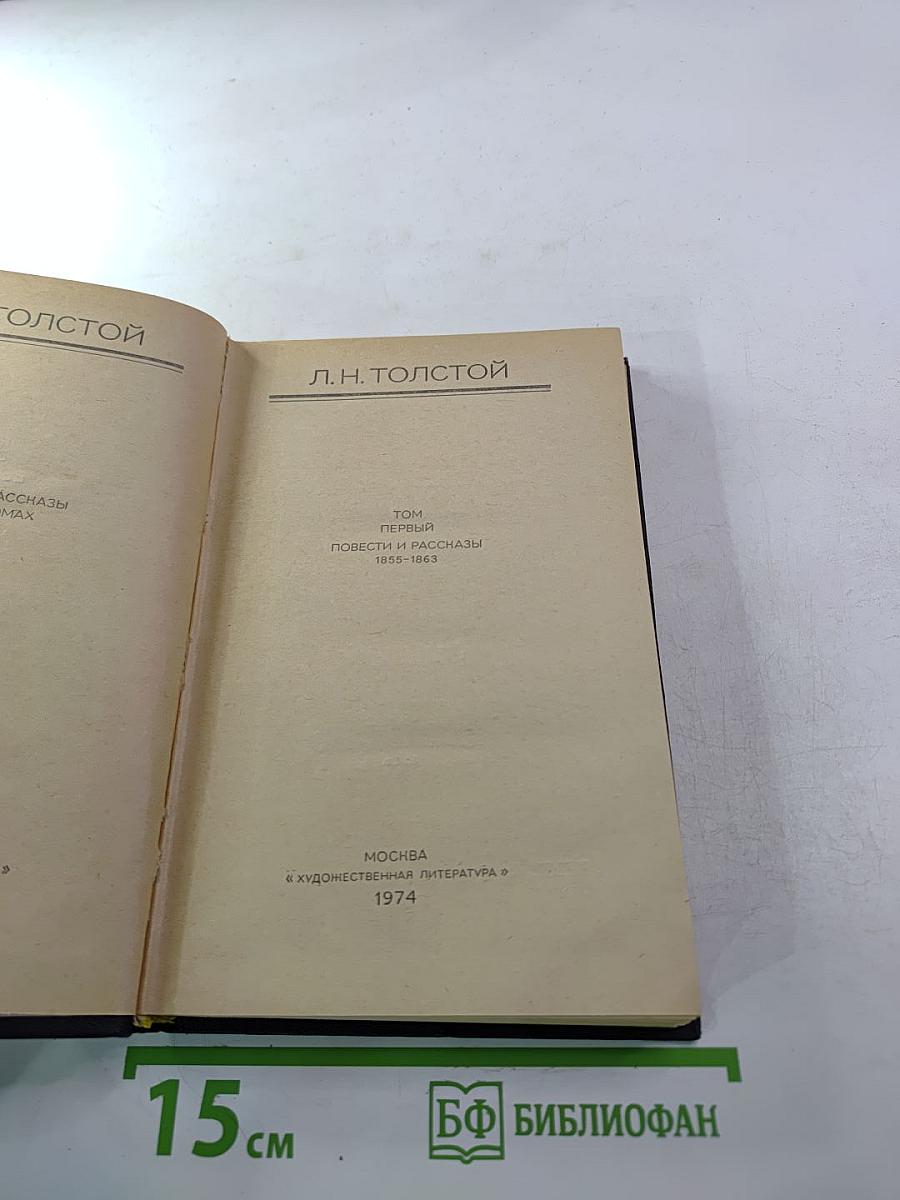 ТОЛСТОЙ
АССКАЗЫ
ОМАХ
»
Л.Н.ТОЛСТОЙ
ТОМ
ПЕРВЫЙ
ПОВЕСТИ И РАССКАЗЫ
1855-1863
МОСКВА
«ХУДОЖЕСТВЕННАЯ ЛИТЕРАТУРА»
1974
15 см
БФ БИБЛИОФАН